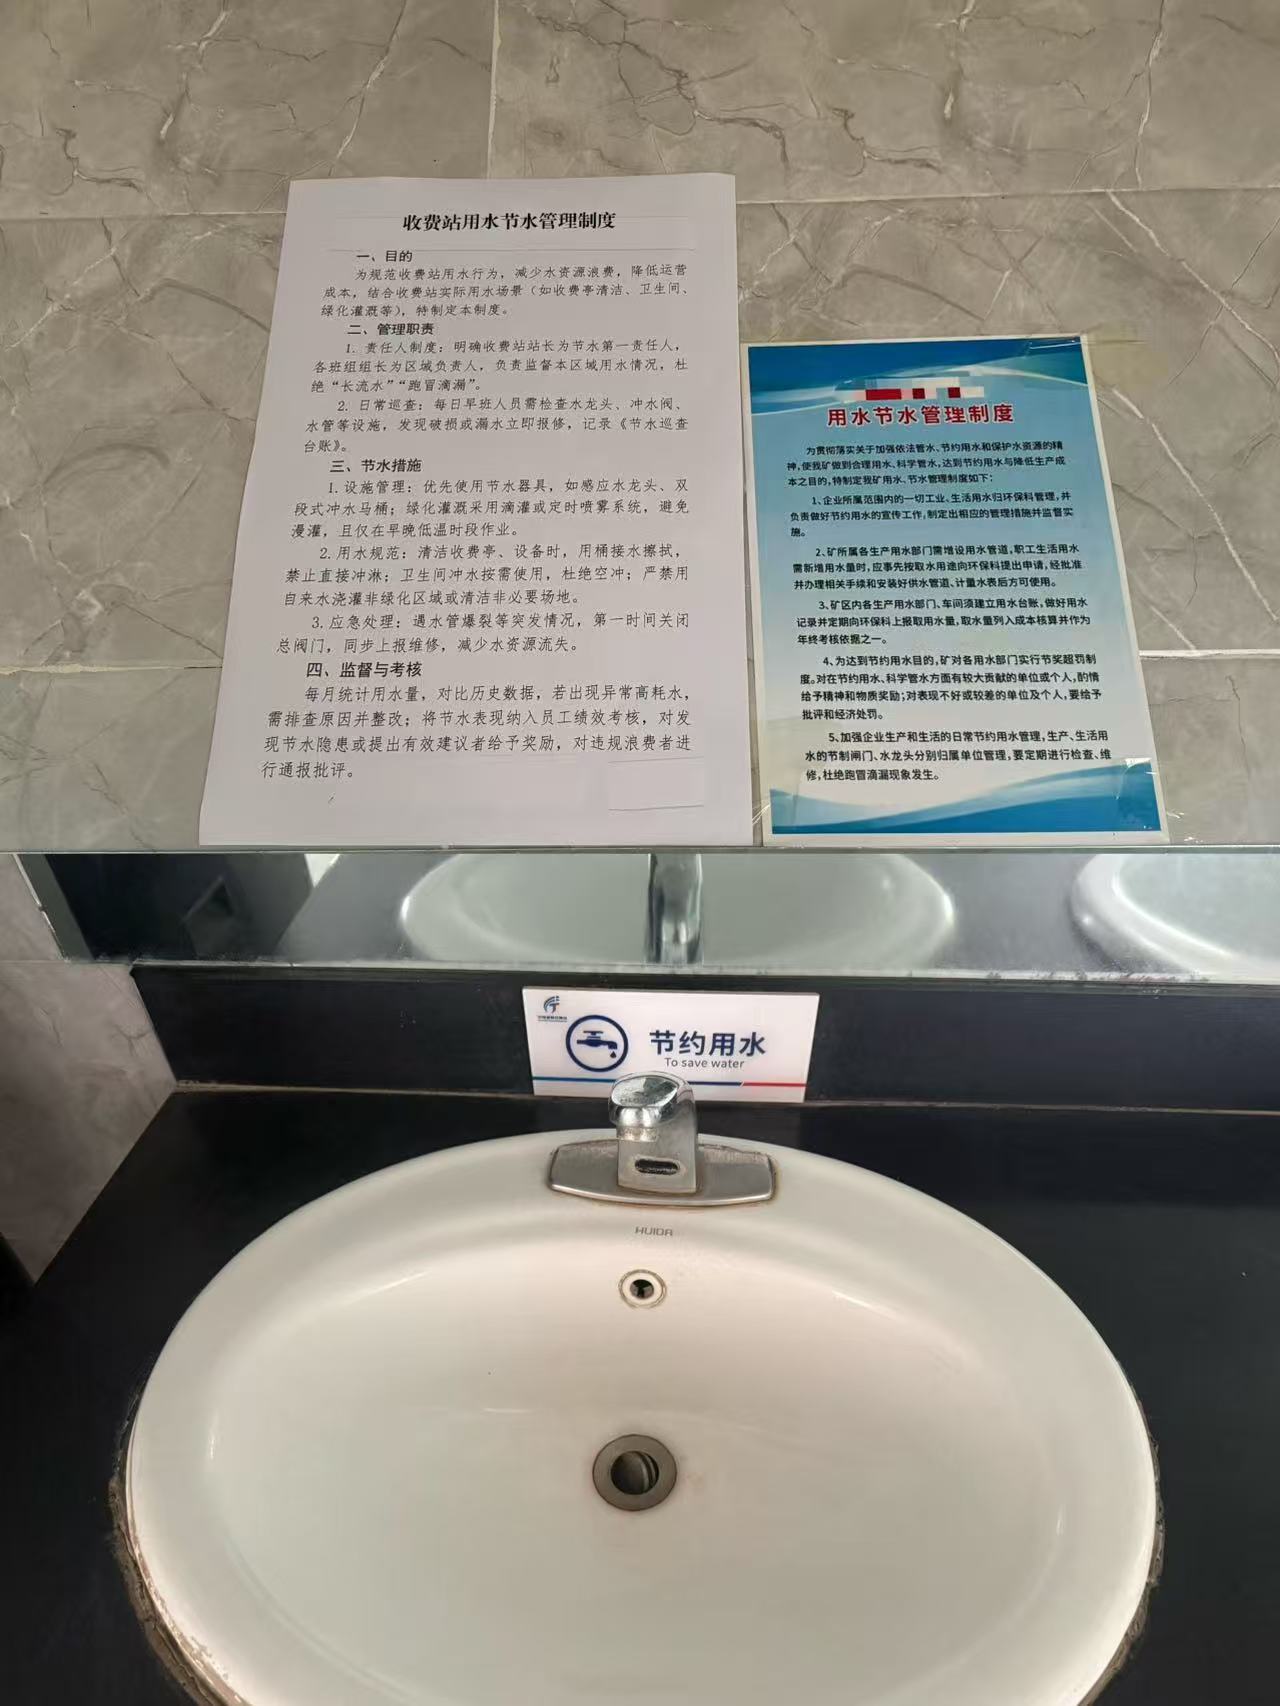 收费站用水节水管理制度
一、目的
为规范收费站用水行为，减少水资源浪费，降低运营
成本，结合收费站实际用水场景（如收费亭清洁、卫生间、
绿化灌溉等），特制定本制度。
二、管理职责
1. 责任人制度：明确收费站站长为节水第一责任人，
各班组组长为区域负责人，负责监督本区域用水情况，杜
绝“长流水”“跑冒滴漏”。
2. 日常巡查：每日早班人员需检查水龙头、冲水阀、
水管等设施，发现破损或漏水立即报修，记录《节水巡查
台账》。
三、节水措施
1. 设施管理：优先使用节水器具，如感应水龙头、双
段式冲水马桶；绿化灌溉采用滴灌或定时喷雾系统，避免
漫灌，且仅在早晚低温时段作业。
2. 用水规范：清洁收费亭、设备时，用桶接水擦拭，
禁止直接冲淋；卫生间冲水按需使用，杜绝空冲；严禁用
自来水浇灌非绿化区域或清洁非必要场地。
3. 应急处理：遇水管爆裂等突发情况，第一时间关闭
总阀门，同步上报维修，减少水资源流失。
四、监督与考核
每月统计用水量，对比历史数据，若出现异常高耗水，
需排查原因并整改；将节水表现纳入员工绩效考核，对发
现节水隐患或提出有效建议者给予奖励，对违规浪费者进
行通报批评。
用水节水管理制度
为贯彻落实关于加强依法管水、节约用水和保护水资源的精
神，使我矿做到合理用水、科学管水，达到节约用水与降低生产成
本之目的，特制定我矿用水、节水管理制度如下：
1、企业所属范围内的一切工业、生活用水归环保科管理，并
负责做好节约用水的宣传工作，制定出相应的管理措施并监督实
施。
2、矿所属各生产用水部门需增设用水管道，职工生活用水
需新增用水量时，应事先按取水用途向环保科提出申请，经批准
并办理相关手续和安装好供水管道、计量水表后方可使用。
3、矿区内各生产用水部门、车间须建立用水台账，做好用水
记录并定期向环保科上报取用水量，取水量列入成本核算并作为
年终考核依据之一。
4、为达到节约用水目的，矿对各用水部门实行节奖超罚制
度。对在节约用水、科学管水方面有较大贡献的单位或个人，酌情
给予精神和物质奖励；对表现不好或较差的单位及个人，要给予
批评和经济处罚。
5、加强企业生产和生活的日常节约用水管理，生产、生活用
水的节制闸门、水龙头分别归属单位管理，要定期进行检查、维
修，杜绝跑冒滴漏现象发生。
节约用水
To save water
HUIDA